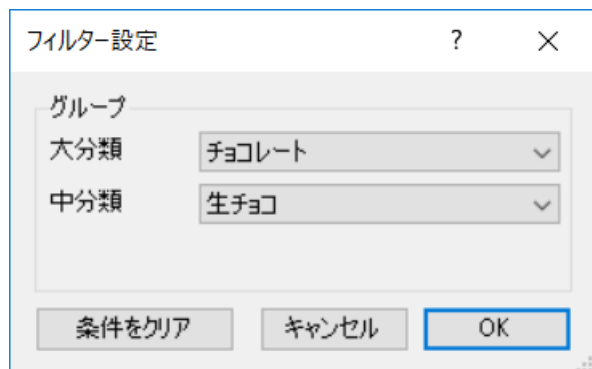 フィルター設定 ?
グループ
大分類 チョコレート
中分類 生チョコ
条件をクリア キャンセル OK